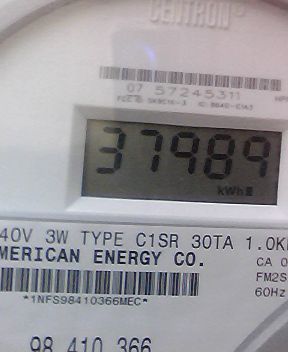 CENTRON®
07 57245311
37989
kWh
40V 3W TYPE C1SR 30TA 1.0K
MERICAN ENERGY CO.
CA 0
FM2S
60Hz
*1NFS98410366MEC*
98 410 366